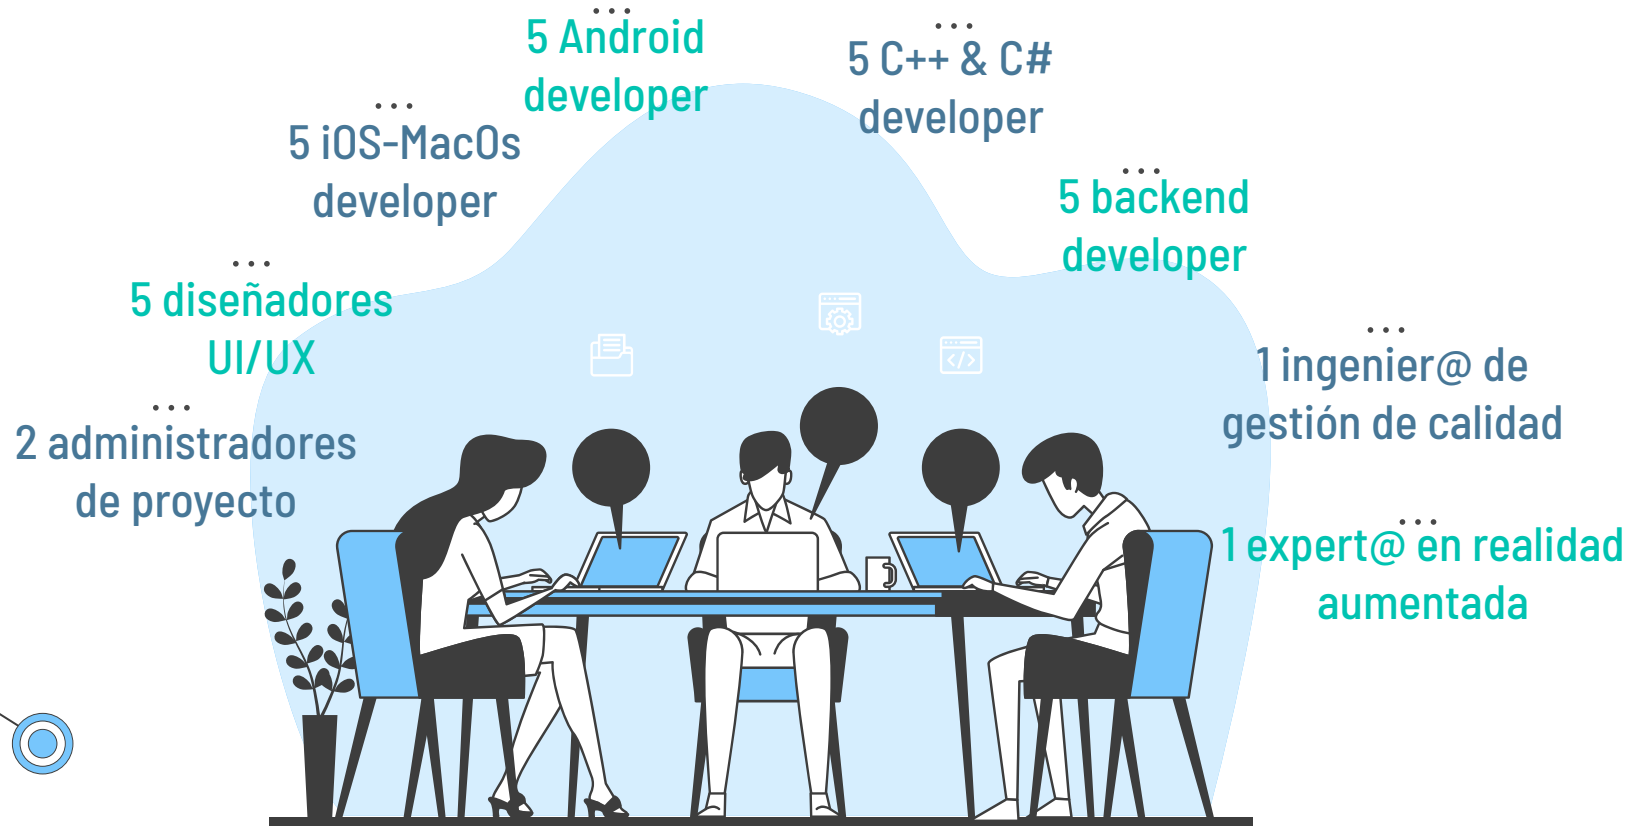 5 Android
developer
5 C++ & C#
developer
5 iOS-MacOs
developer
5 backend
developer
5 diseñadores
UI/UX
1 ingenier@ de
gestión de calidad
2 administradores
de proyecto
1 expert@ en realidad
aumentada